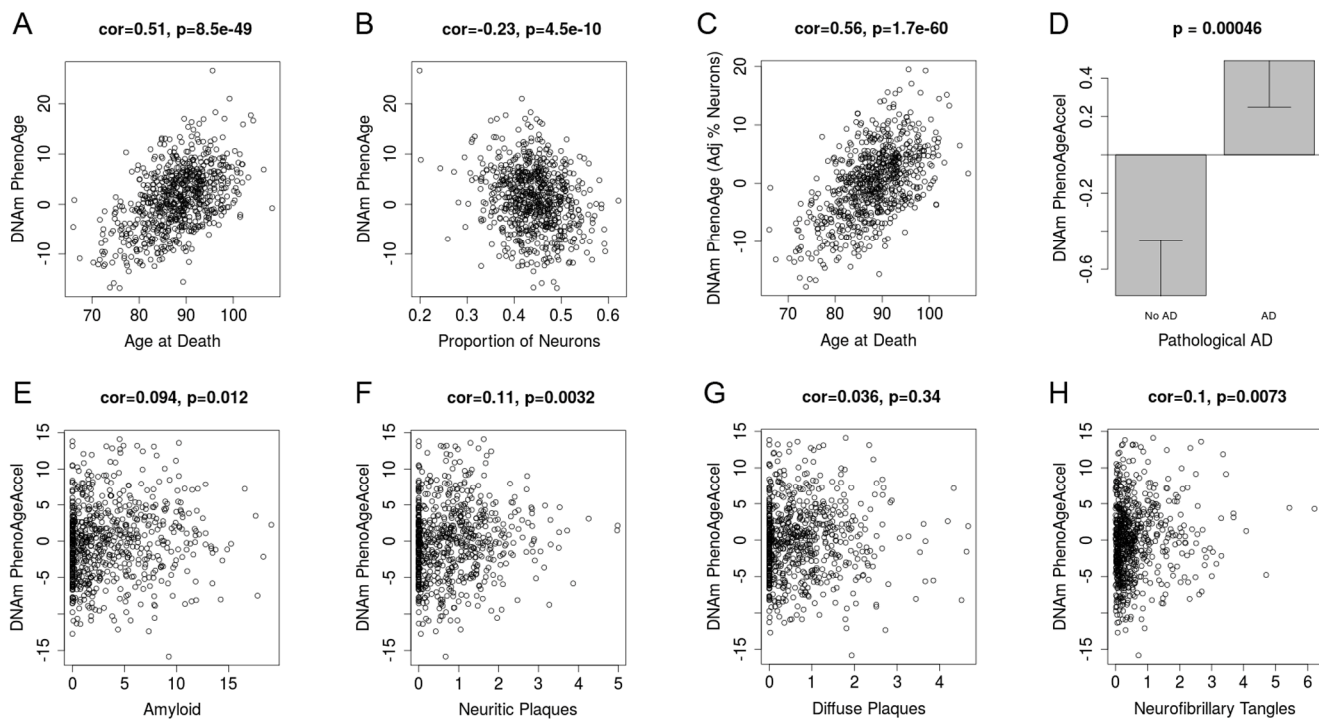 A
cor=0.51, p=8.5e-49
DNAm PhenoAge
20
10
0
-10
70 80 90 100
Age at Death
B
cor=-0.23, p=4.5e-10
DNAm PhenoAge
20
10
0
-10
0.2 0.3 0.4 0.5 0.6
Proportion of Neurons
C
cor=0.56, p=1.7e-60
DNAm PhenoAge (Adj % Neurons)
20
10
0
-10
70 80 90 100
Age at Death
D
p = 0.00046
DNAm PhenoAgeAccel
0.4
0.2
-0.2
-0.6
No AD AD
Pathological AD
E
cor=0.094, p=0.012
DNAm PhenoAgeAccel
15
10
5
0
-5
-15
0 5 10 15
Amyloid
F
cor=0.11, p=0.0032
DNAm PhenoAgeAccel
15
10
5
0
-5
-15
0 1 2 3 4 5
Neuritic Plaques
G
cor=0.036, p=0.34
DNAm PhenoAgeAccel
15
10
5
0
-5
-15
0 1 2 3 4
Diffuse Plaques
H
cor=0.1, p=0.0073
DNAm PhenoAgeAccel
15
10
5
0
-5
-15
0 1 2 3 4 5 6
Neurofibrillary Tangles